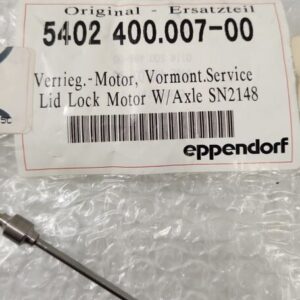 Original - Ersatzteil
5402 400.007-00
Verrieg.-Motor, Vormont.Service
Lid Lock Motor W/Axle SN2148
eppendorf